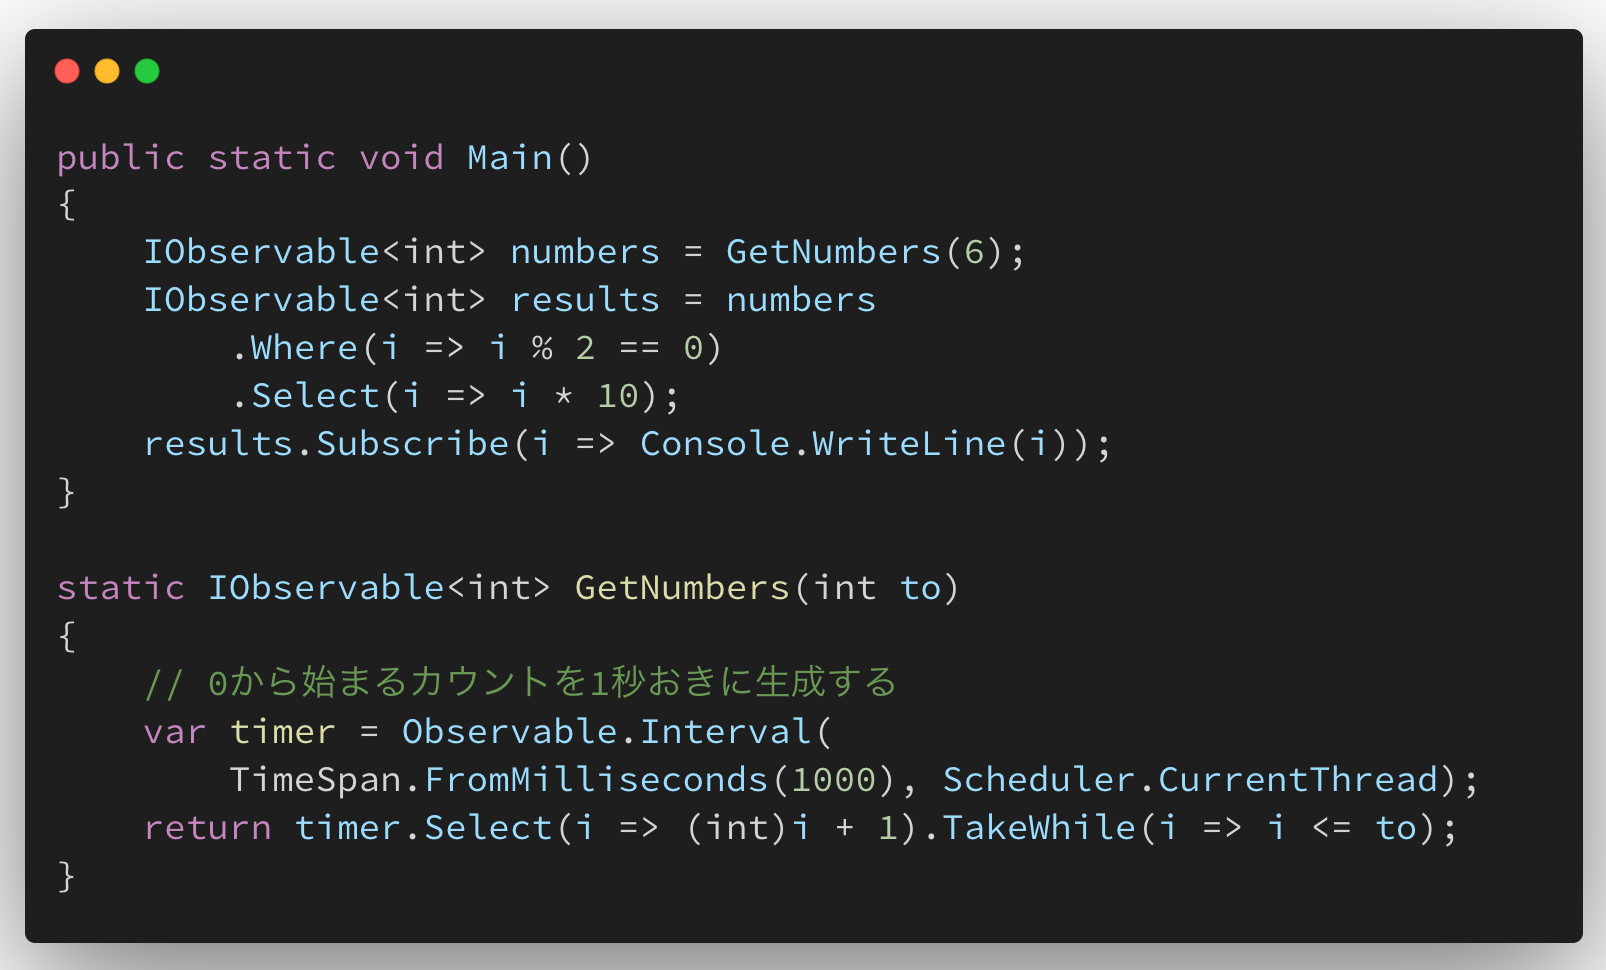 public static void Main()
{
    IObservable<int> numbers = GetNumbers(6);
    IObservable<int> results = numbers
        .Where(i => i % 2 == 0)
        .Select(i => i * 10);
    results.Subscribe(i => Console.WriteLine(i));
}

static IObservable<int> GetNumbers(int to)
{
    // 0から始まるカウントを1秒おきに生成する
    var timer = Observable.Interval(
        TimeSpan.FromMilliseconds(1000), Scheduler.CurrentThread);
    return timer.Select(i => (int)i + 1).TakeWhile(i => i <= to);
}